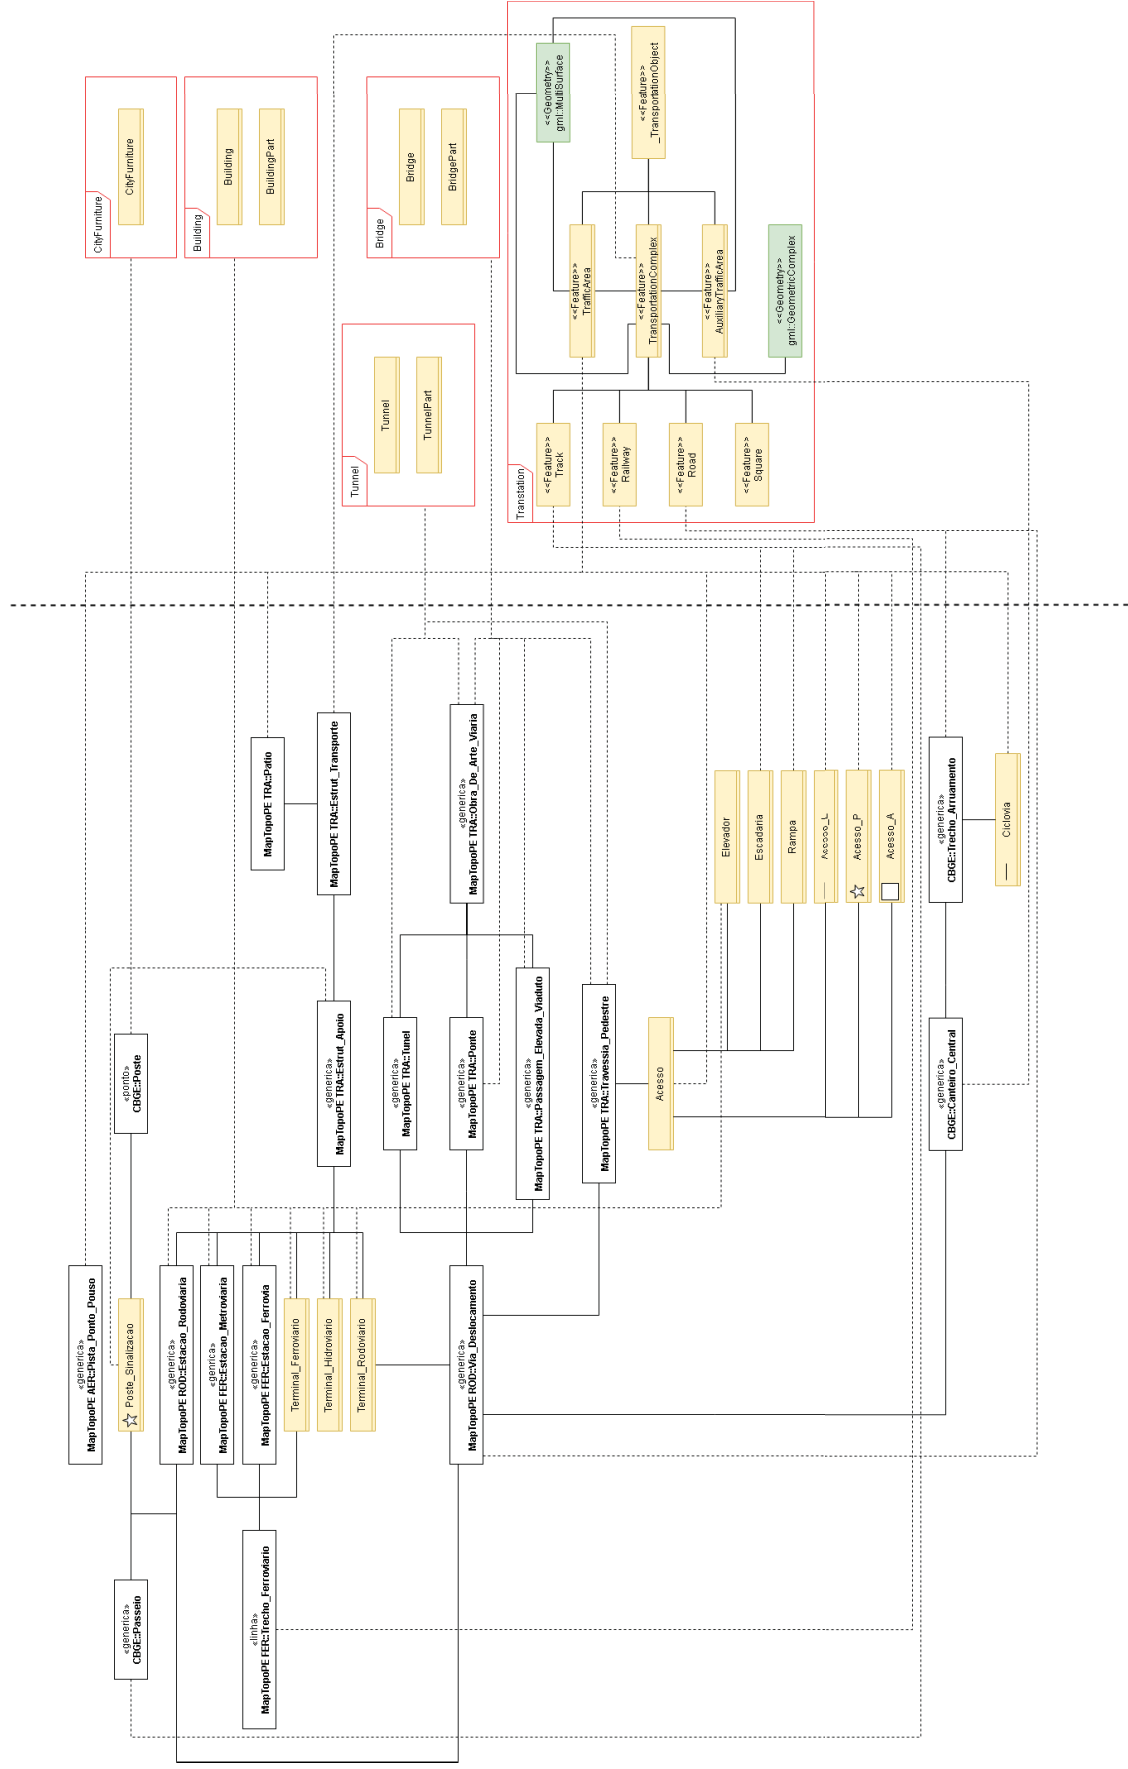 CityFurniture
CityFurniture
Building
Building
BuildingPart
Bridge
Bridge
BridgePart
Tunnel
Tunnel
TunnelPart
Transtation
<<Geometry>>
gml::MultiSurface
<<Feature>>
_TransportationObject
<<Feature>>
TrafficArea
<<Feature>>
TransportationComplex
<<Feature>>
AuxiliaryTrafficArea
<<Geometry>>
gml::GeometricComplex
<<Feature>>
Track
<<Feature>>
Railway
<<Feature>>
Road
<<Feature>>
Square
MapTopoPE TRA::Patio
MapTopoPE TRA::Estrut_Transporte
«generica»
MapTopoPE TRA::Obra_De_Arte_Viaria
Elevador
Escadaria
Rampa
Acesso_L
Acesso_P
Acesso_A
«generica»
CBGE::Trecho_Arruamento
Ciclovia
«ponto»
CBGE::Poste
«generica»
MapTopoPE TRA::Estrut_Apoio
«generica»
MapTopoPE TRA::Tunel
«generica»
MapTopoPE TRA::Ponte
«generica»
MapTopoPE TRA::Passagem_Elevada_Viaduto
«generica»
MapTopoPE TRA::Travessia_Pedestre
Acesso
«generica»
CBGE::Canteiro_Central
«generica»
MapTopoPE AER::Pista_Ponto_Pouso
Poste_Sinalizacao
«generica»
MapTopoPE ROD::Estacao_Rodoviaria
«genrica»
MapTopoPE FER::Estacao_Metroviaria
«generica»
MapTopoPE FER::Estacao_Ferrovia
Terminal_Ferroviario
Terminal_Hidroviario
Terminal_Rodoviario
«generica»
MapTopoPE ROD::Via_Deslocamento
«generica»
CBGE::Passeio
«linha»
MapTopoPE FER::Trecho_Ferroviario